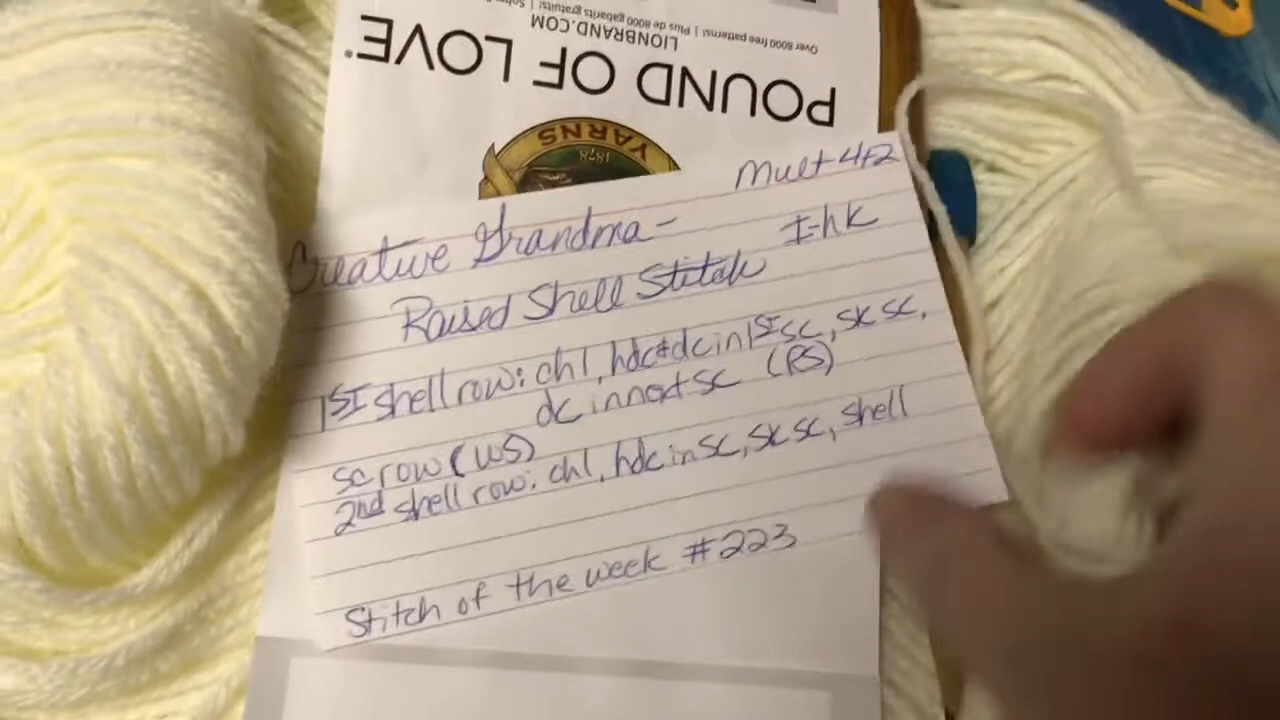 Over 8000 free patterns! | Plus de 8000 gabarits gratuits!
LIONBRAND.COM
POUND OF LOVE®
YARNS
1878
Mult 4+2
Creative Grandma-
I-hk
Raised Shell Stitch
1st shell row: ch1, hdc+dc in 1st sc, sk sc,
dc in next sc (RS)
sc row (WS)
2nd shell row: ch1, hdc in sc, sk sc, shell
Stitch of the week #223